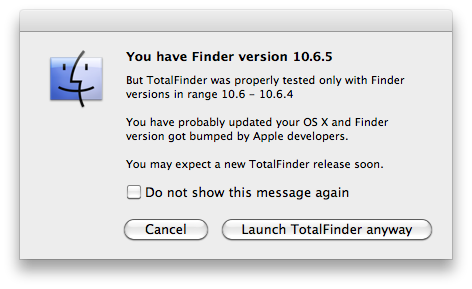 You have Finder version 10.6.5
But TotalFinder was properly tested only with Finder
versions in range 10.6 - 10.6.4
You have probably updated your OS X and Finder
version got bumped by Apple developers.
You may expect a new TotalFinder release soon.
Do not show this message again
Cancel
Launch TotalFinder anyway